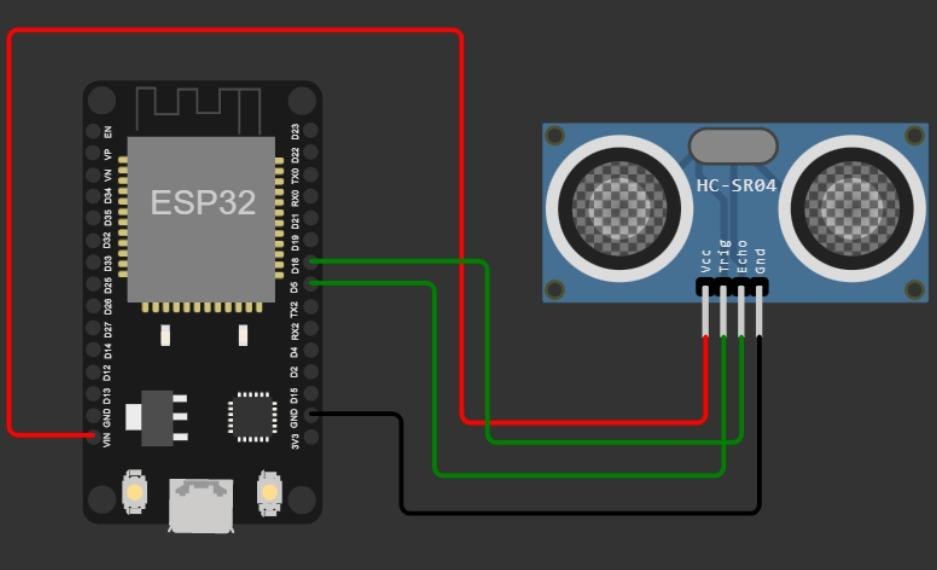 EN
VP
VN
D34
D35
D32
D33
D25
D26
D27
D14
D12
D13
GND
VIN
ESP32
D23
D22
TX0
RX0
D21
D19
D18
D5
TX2
RX2
D4
D2
D15
GND
3V3
HC-SR04
Vcc
Trig
Echo
Gnd